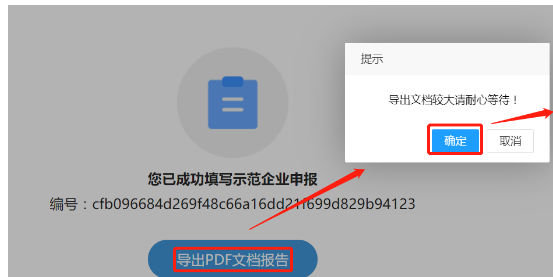 提示
导出文档较大请耐心等待！
确定
取消
您已成功填写示范企业申报
编号：cfb096684d269f48c66a16dd21f699d829b94123
导出PDF文档报告